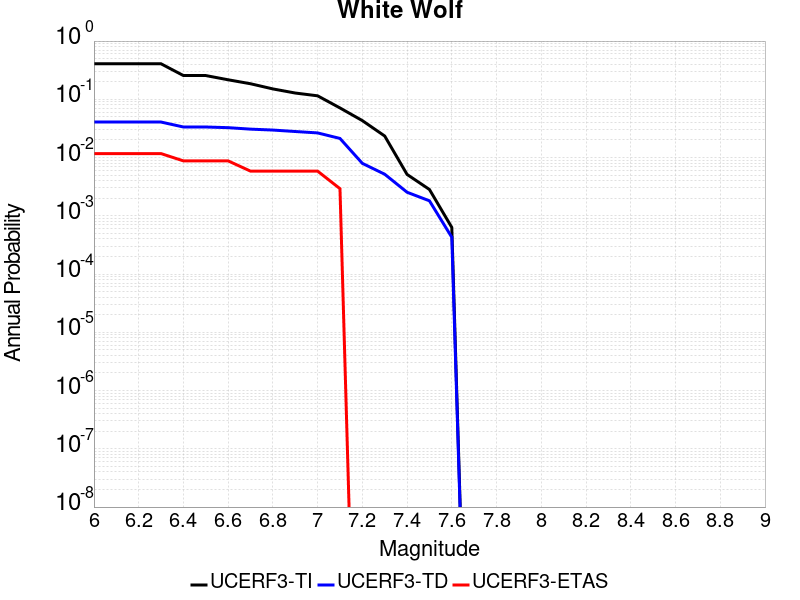 White Wolf
10^0
10^-1
10^-2
10^-3
10^-4
10^-5
10^-6
10^-7
10^-8
Annual Probability
6 6.2 6.4 6.6 6.8 7 7.2 7.4 7.6 7.8 8 8.2 8.4 8.6 8.8 9
Magnitude
UCERF3-TI UCERF3-TD UCERF3-ETAS